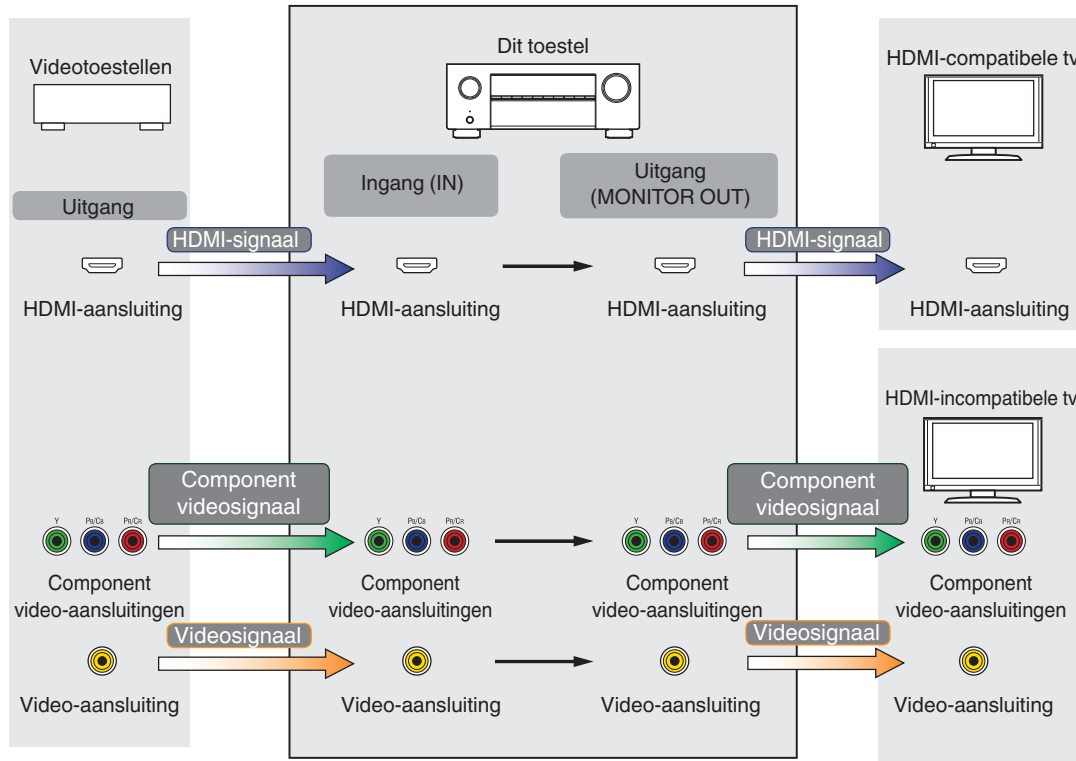 Dit toestel
HDMI-compatibele tv
Videotoestellen
Ingang (IN)
Uitgang
(MONITOR OUT)
Uitgang
HDMI-signaal
HDMI-signaal
HDMI-aansluiting
HDMI-aansluiting
HDMI-aansluiting
HDMI-aansluiting
HDMI-incompatibele tv
Component
videosignaal
Component
videosignaal
Y PB/CB PR/CR
Y PB/CB PR/CR
Y PB/CB PR/CR
Y PB/CB PR/CR
Component
video-aansluitingen
Component
video-aansluitingen
Component
video-aansluitingen
Component
video-aansluitingen
Videosignaal
Videosignaal
Video-aansluiting
Video-aansluiting
Video-aansluiting
Video-aansluiting